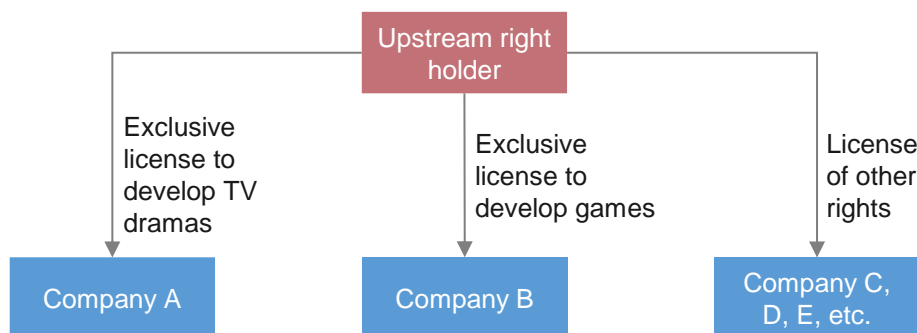 Upstream right
holder
Exclusive
license to
develop TV
dramas
Exclusive
license to
develop games
License
of other
rights
Company A
Company B
Company C,
D, E, etc.